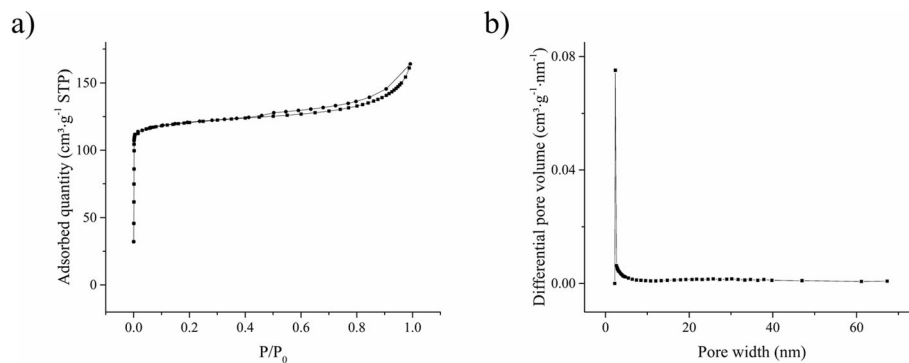 a)
Adsorbed quantity (cm³·g⁻¹ STP)
150
100
50
0
0.0 0.2 0.4 0.6 0.8 1.0
P/P₀
b)
Differential pore volume (cm³·g⁻¹·nm⁻¹)
0.08
0.04
0.00
0 20 40 60
Pore width (nm)